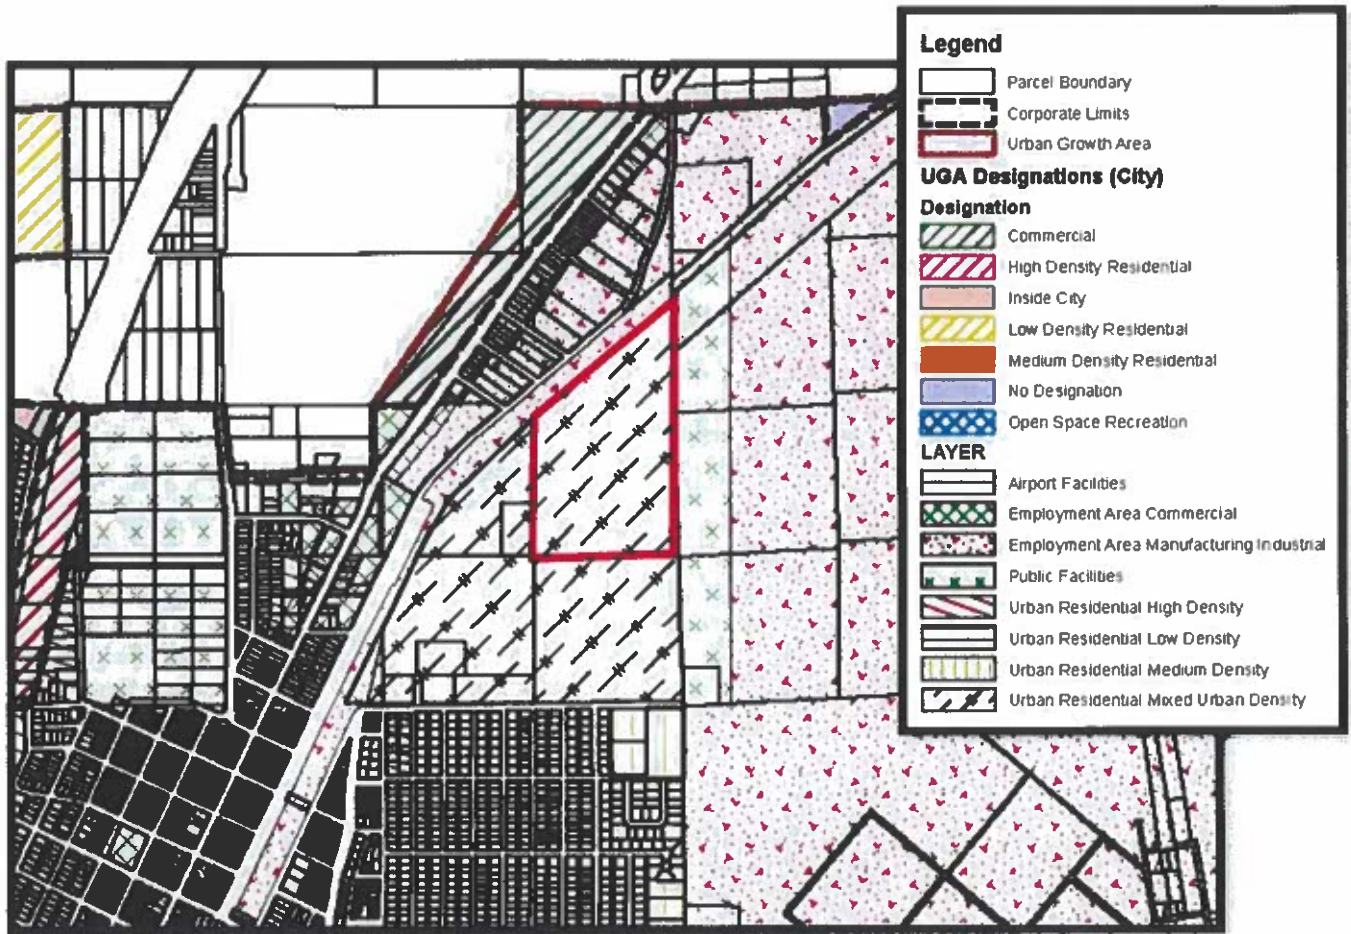 Legend
Parcel Boundary
Corporate Limits
Urban Growth Area
UGA Designations (City)
Designation
Commercial
High Density Residential
Inside City
Low Density Residential
Medium Density Residential
No Designation
Open Space Recreation
LAYER
Airport Facilities
Employment Area Commercial
Employment Area Manufacturing Industrial
Public Facilities
Urban Residential High Density
Urban Residential Low Density
Urban Residential Medium Density
Urban Residential Mixed Urban Density